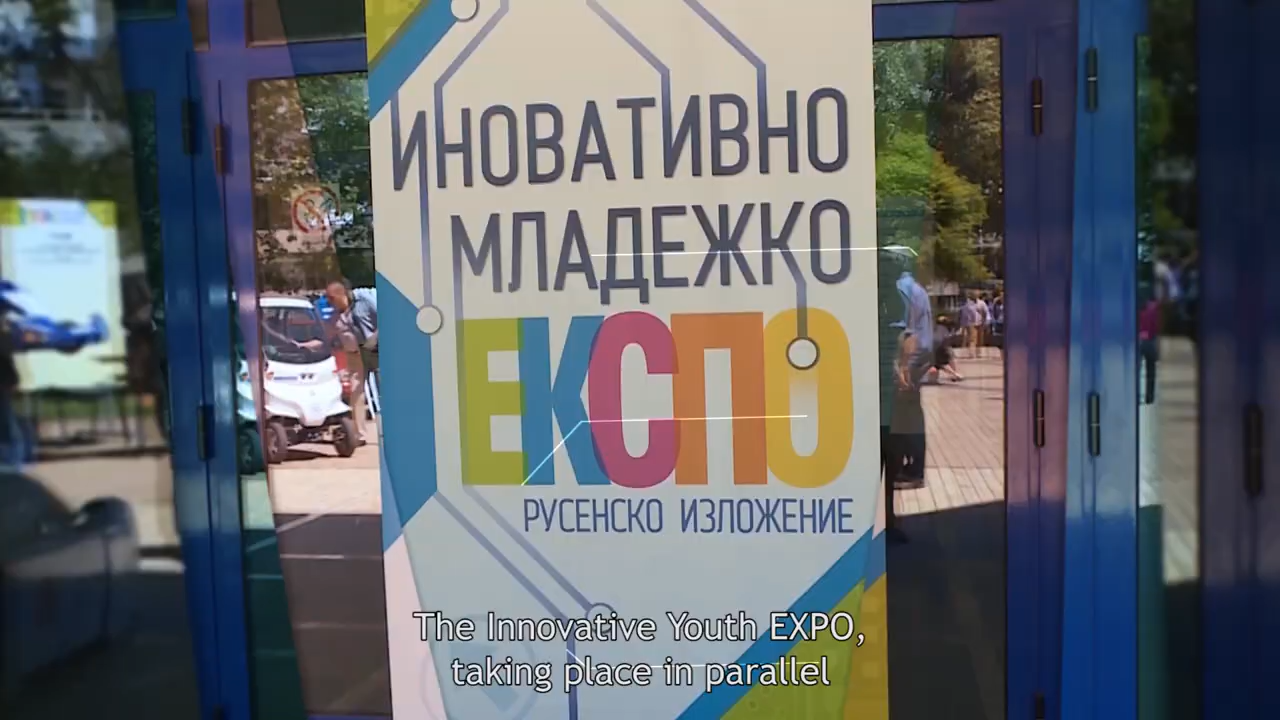 ИНОВАТИВНО
МЛАДЕЖКО
ЕКСПО
РУСЕНСКО ИЗЛОЖЕНИЕ
The Innovative Youth EXPO,
taking place in parallel